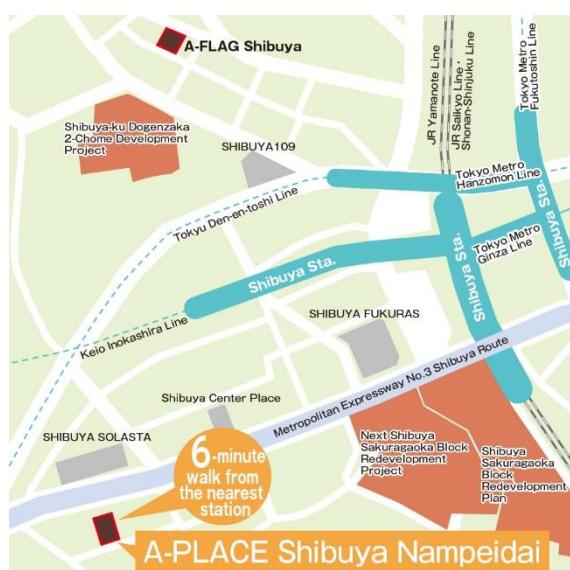 A-FLAG Shibuya
JR Yamanote Line
JR Saikyo Line・
Shonan-Shinjuku Line
Tokyo Metro
Fukutoshin Line
Shibuya-ku Dogenzaka
2-Chome Development
Project
SHIBUYA109
Tokyo Metro
Hanzomon Line
Tokyu Den-en-toshi Line
Shibuya Sta.
Shibuya Sta.
Tokyo Metro
Ginza Line
Shibuya Sta.
Keio Inokashira Line
SHIBUYA FUKURAS
Metropolitan Expressway No.3 Shibuya Route
Shibuya Center Place
SHIBUYA SOLASTA
6-minute
walk from
the nearest
station
Next Shibuya
Sakuragaoka Block
Redevelopment
Project
Shibuya
Sakuragaoka
Block
Redevelopment
Plan
A-PLACE Shibuya Nampeidai